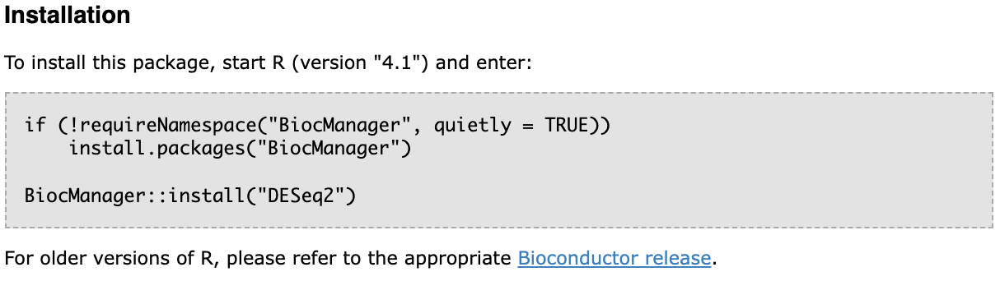 Installation
To install this package, start R (version "4.1") and enter:
if (!requireNamespace("BiocManager", quietly = TRUE))
    install.packages("BiocManager")
BiocManager::install("DESeq2")
For older versions of R, please refer to the appropriate Bioconductor release.